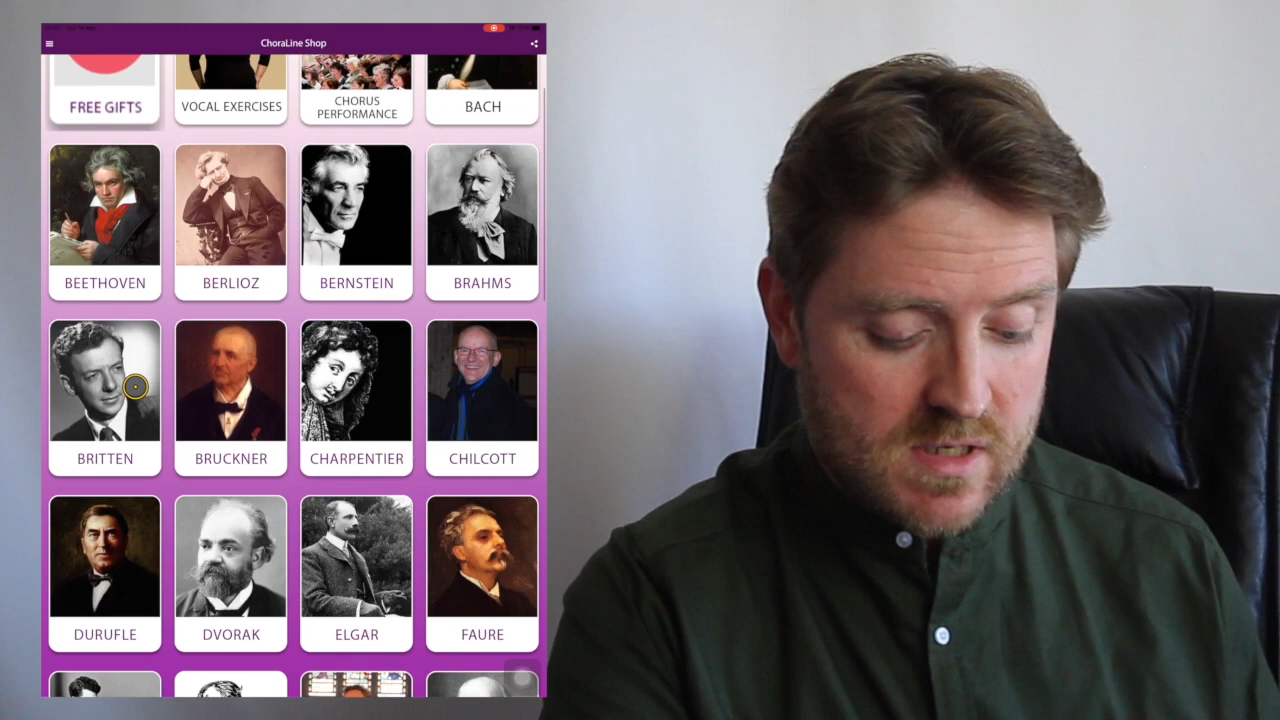 ChoraLine Shop
FREE GIFTS
VOCAL EXERCISES
CHORUS
PERFORMANCE
BACH
BEETHOVEN
BERLIOZ
BERNSTEIN
BRAHMS
BRITTEN
BRUCKNER
CHARPENTIER
CHILCOTT
DURUFLE
DVORAK
ELGAR
FAURE